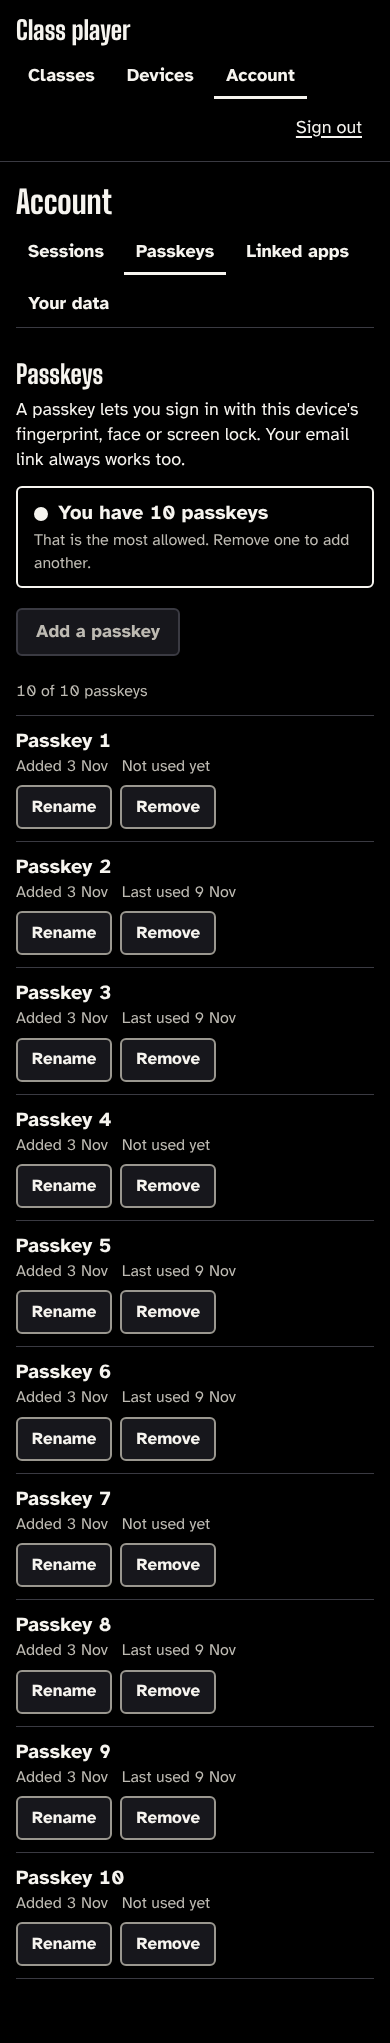 Class player
Classes Devices Account
Sign out
Account
Sessions Passkeys Linked apps
Your data
Passkeys
A passkey lets you sign in with this device's
fingerprint, face or screen lock. Your email
link always works too.
You have 10 passkeys
That is the most allowed. Remove one to add
another.
Add a passkey
10 of 10 passkeys
Passkey 1
Added 3 Nov Not used yet
Rename Remove
Passkey 2
Added 3 Nov Last used 9 Nov
Rename Remove
Passkey 3
Added 3 Nov Last used 9 Nov
Rename Remove
Passkey 4
Added 3 Nov Not used yet
Rename Remove
Passkey 5
Added 3 Nov Last used 9 Nov
Rename Remove
Passkey 6
Added 3 Nov Last used 9 Nov
Rename Remove
Passkey 7
Added 3 Nov Not used yet
Rename Remove
Passkey 8
Added 3 Nov Last used 9 Nov
Rename Remove
Passkey 9
Added 3 Nov Last used 9 Nov
Rename Remove
Passkey 10
Added 3 Nov Not used yet
Rename Remove